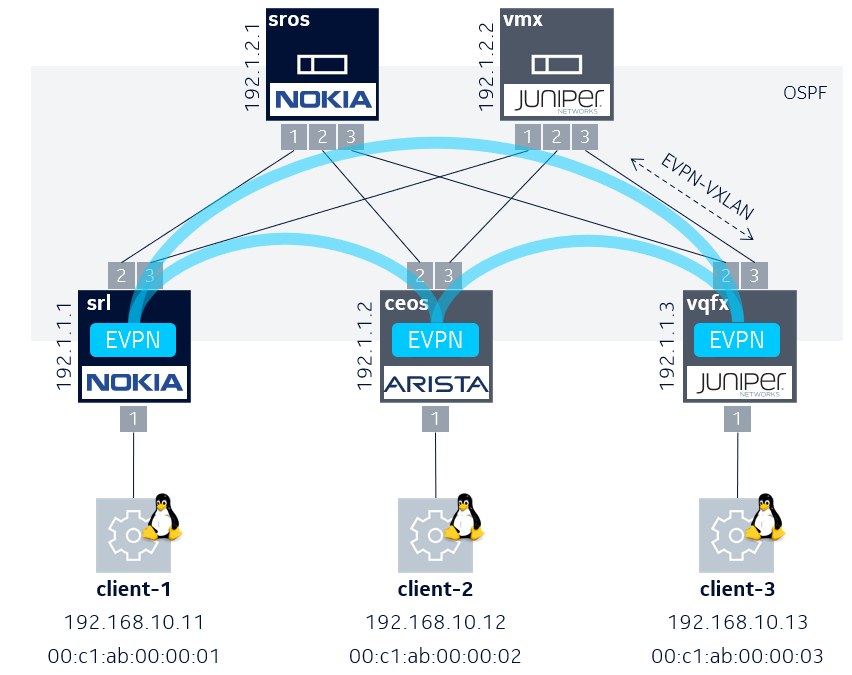 sros
192.1.2.1
NOKIA
vmx
192.1.2.2
JUNIPER
NETWORKS
OSPF
1 2 3
1 2 3
EVPN-VXLAN
2 3
2 3
2 3
srl
192.1.1.1
EVPN
NOKIA
ceos
192.1.1.2
EVPN
ARISTA
vqfx
192.1.1.3
EVPN
JUNIPER
NETWORKS
1
1
1
client-1
192.168.10.11
00:c1:ab:00:00:01
client-2
192.168.10.12
00:c1:ab:00:00:02
client-3
192.168.10.13
00:c1:ab:00:00:03